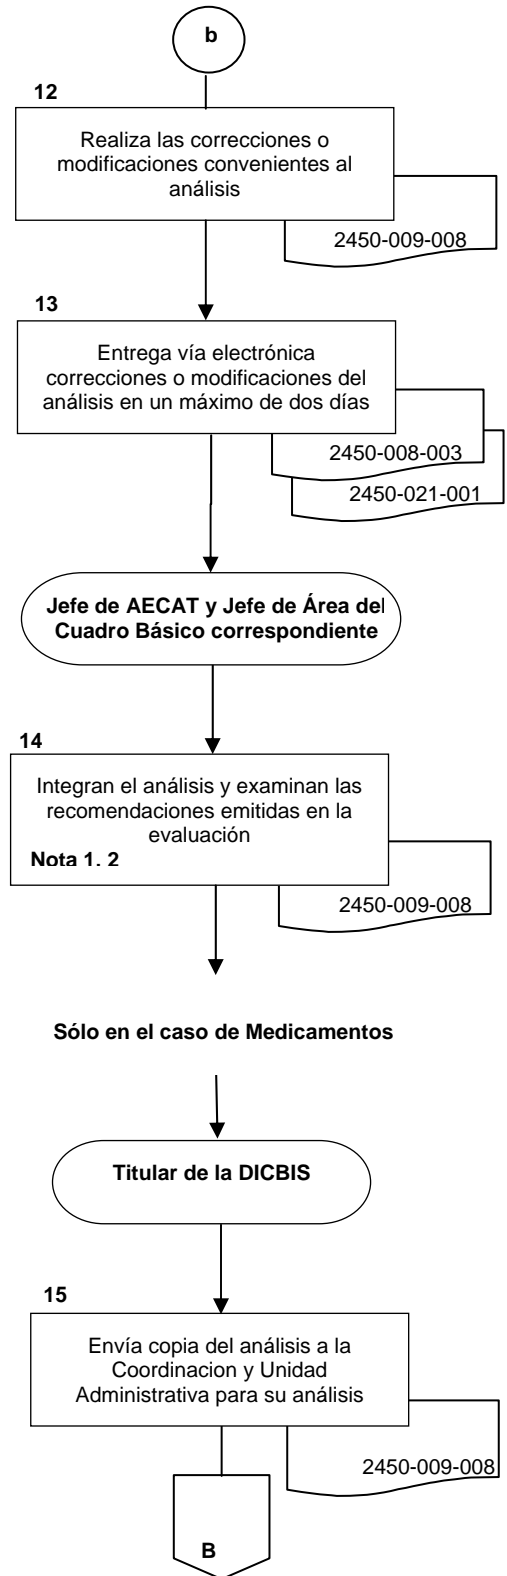 b
12
Realiza las correcciones o
modificaciones convenientes al
análisis
2450-009-008
13
Entrega vía electrónica
correcciones o modificaciones del
análisis en un máximo de dos días
2450-008-003
2450-021-001
Jefe de AECAT y Jefe de Área del
Cuadro Básico correspondiente
14
Integran el análisis y examinan las
recomendaciones emitidas en la
evaluación
Nota 1, 2
2450-009-008
Sólo en el caso de Medicamentos
Titular de la DICBIS
15
Envía copia del análisis a la
Coordinacion y Unidad
Administrativa para su análisis
2450-009-008
B